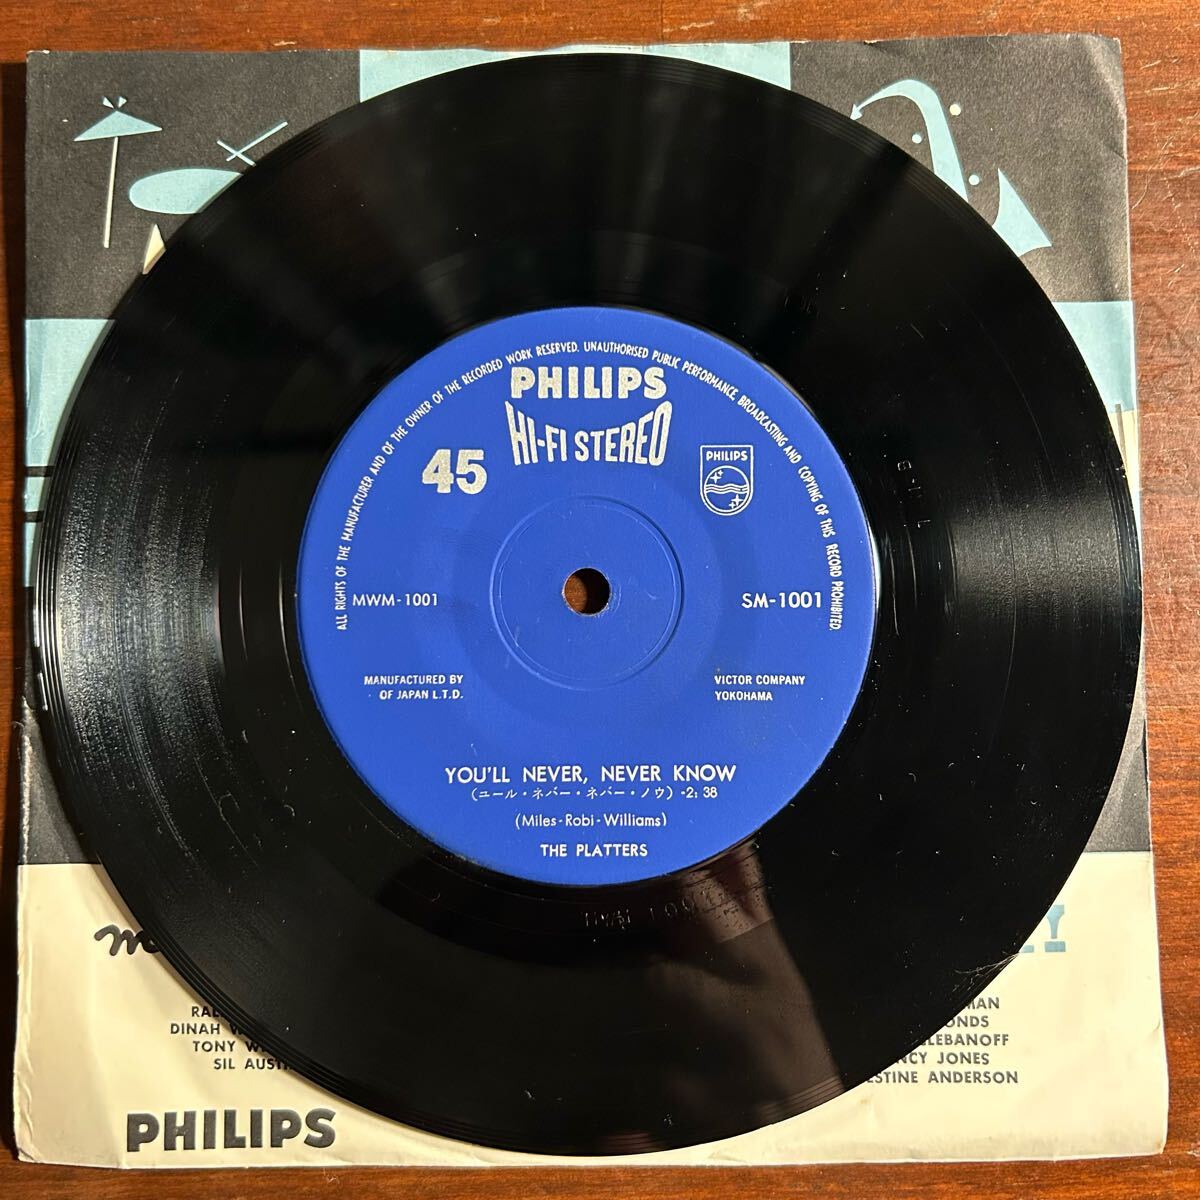 ALL RIGHTS OF THE MANUFACTURER AND OF THE OWNER OF THE RECORDED WORK RESERVED. UNAUTHORISED PUBLIC PERFORMANCE, BROADCASTING AND COPYING OF THIS RECORD PROHIBITED.
PHILIPS
HI-FI STEREO
45
PHILIPS
MWM-1001
SM-1001
MANUFACTURED BY VICTOR COMPANY
OF JAPAN L.T.D. YOKOHAMA
YOU'LL NEVER, NEVER KNOW
(ユール・ネバー・ネバー・ノウ) -2:38
(Miles-Robi-Williams)
THE PLATTERS
DINAH
TONY
SIL
MAN
ONDS
LEBANOFF
NCY JONES
ESTINE ANDERSON
PHILIPS